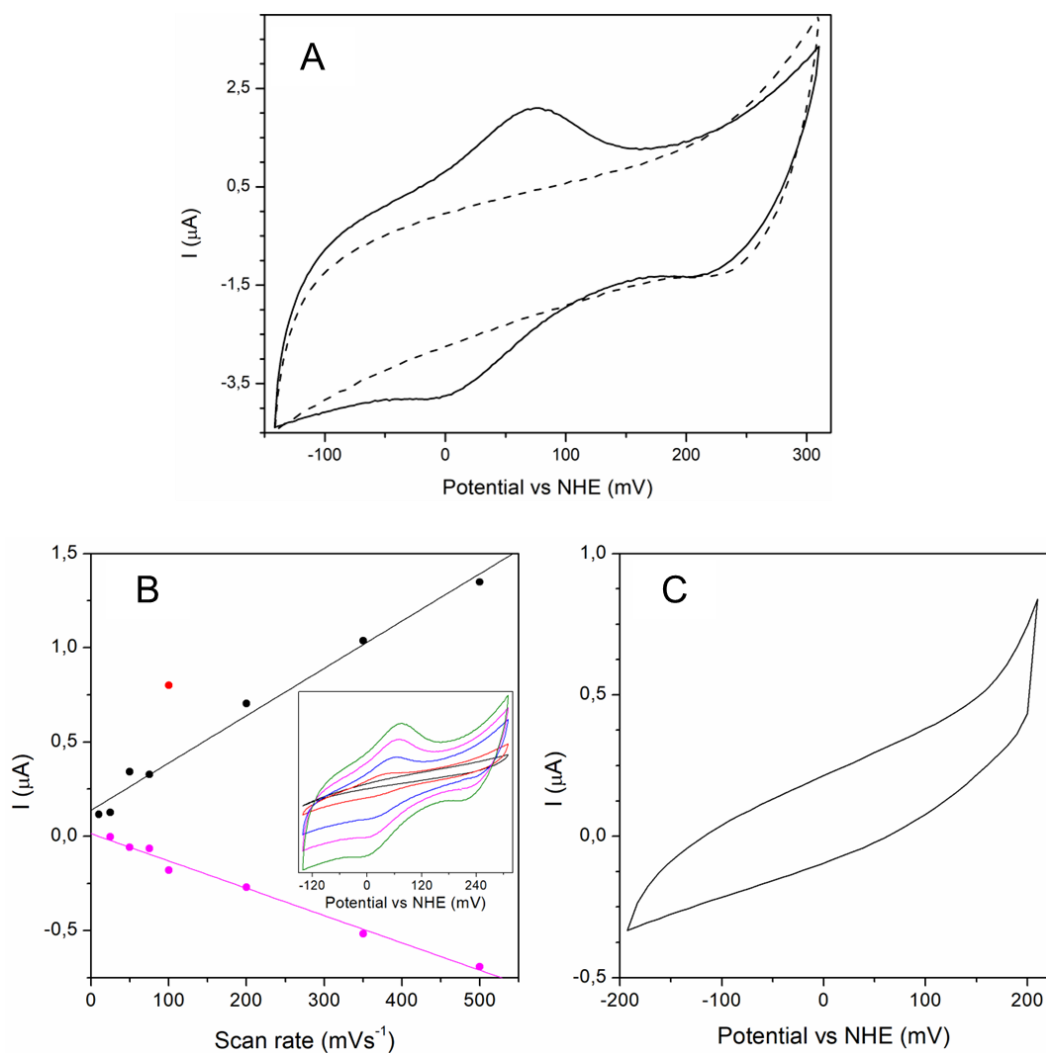 A
2,5
0,5
-1,5
-3,5
I (μA)
-100 0 100 200 300
Potential vs NHE (mV)
B
1,5
1,0
0,5
0,0
-0,5
I (μA)
0 100 200 300 400 500
Scan rate (mVs⁻¹)
-120 0 120 240
Potential vs NHE (mV)
C
1,0
0,5
0,0
-0,5
I (μA)
-200 -100 0 100 200
Potential vs NHE (mV)